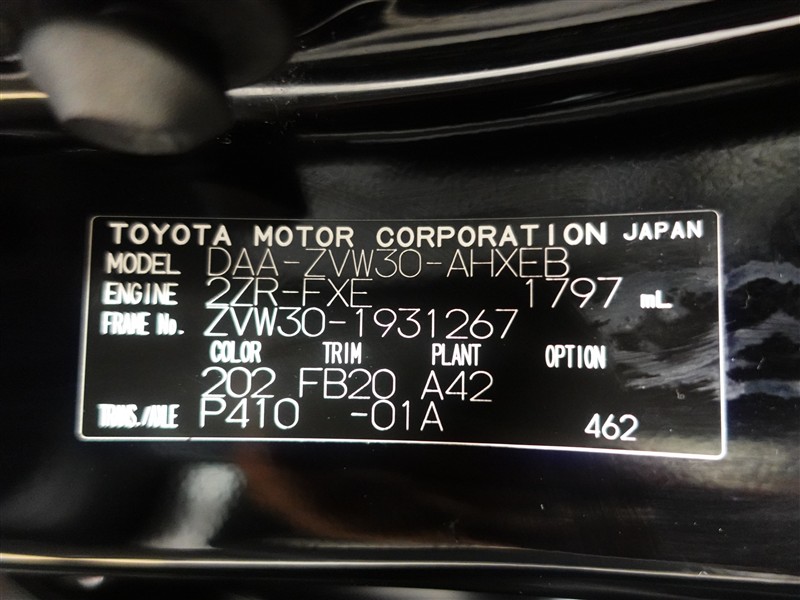 TOYOTA MOTOR CORPORATION JAPAN
MODEL DAA-ZVW30-AHXEB
ENGINE 2ZR-FXE 1797 mL
FRAME No. ZVW30-1931267
COLOR TRIM PLANT OPTION
202 FB20 A42
TRANS./AXLE P410 -01A 462